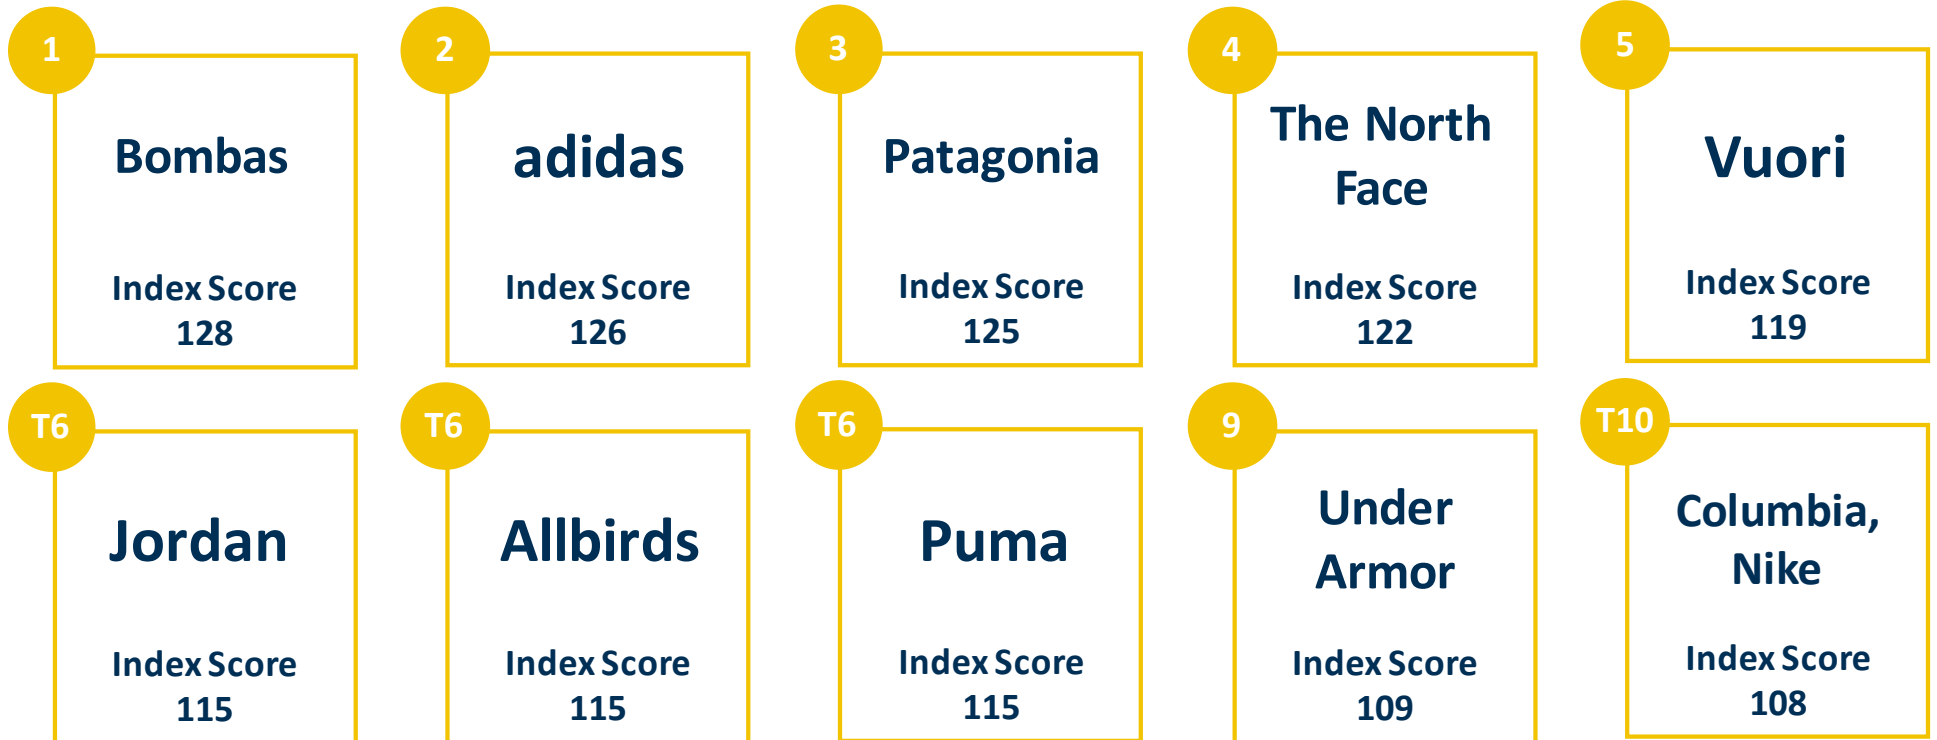 1
Bombas
Index Score
128
2
adidas
Index Score
126
3
Patagonia
Index Score
125
4
The North
Face
Index Score
122
5
Vuori
Index Score
119
T6
Jordan
Index Score
115
T6
Allbirds
Index Score
115
T6
Puma
Index Score
115
9
Under
Armor
Index Score
109
T10
Columbia,
Nike
Index Score
108